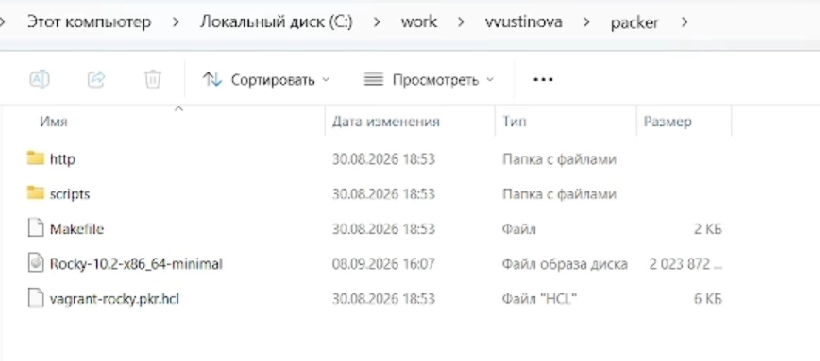 Этот компьютер > Локальный диск (C:) > work > vvustinova > packer >
Сортировать Просмотреть ...
Имя Дата изменения Тип Размер
http 30.08.2026 18:53 Папка с файлами
scripts 30.08.2026 18:53 Папка с файлами
Makefile 30.08.2026 18:53 Файл 2 КБ
Rocky-10.2-x86_64-minimal 08.09.2026 16:07 Файл образа диска 2 023 872 ...
vagrant-rocky.pkr.hcl 30.08.2026 18:53 Файл "HCL" 6 КБ